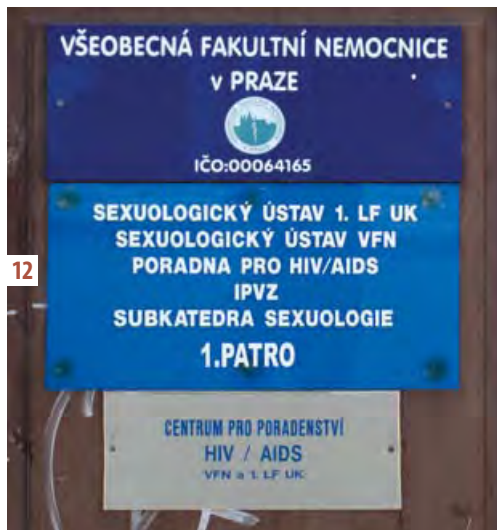 VŠEOBECNÁ FAKULTNÍ NEMOCNICE
v PRAZE
IČO:00064165
SEXUOLOGICKÝ ÚSTAV 1. LF UK
SEXUOLOGICKÝ ÚSTAV VFN
PORADNA PRO HIV/AIDS
IPVZ
SUBKATEDRA SEXUOLOGIE
1.PATRO
12
CENTRUM PRO PORADENSTVÍ
HIV / AIDS
VFN a 1. LF UK